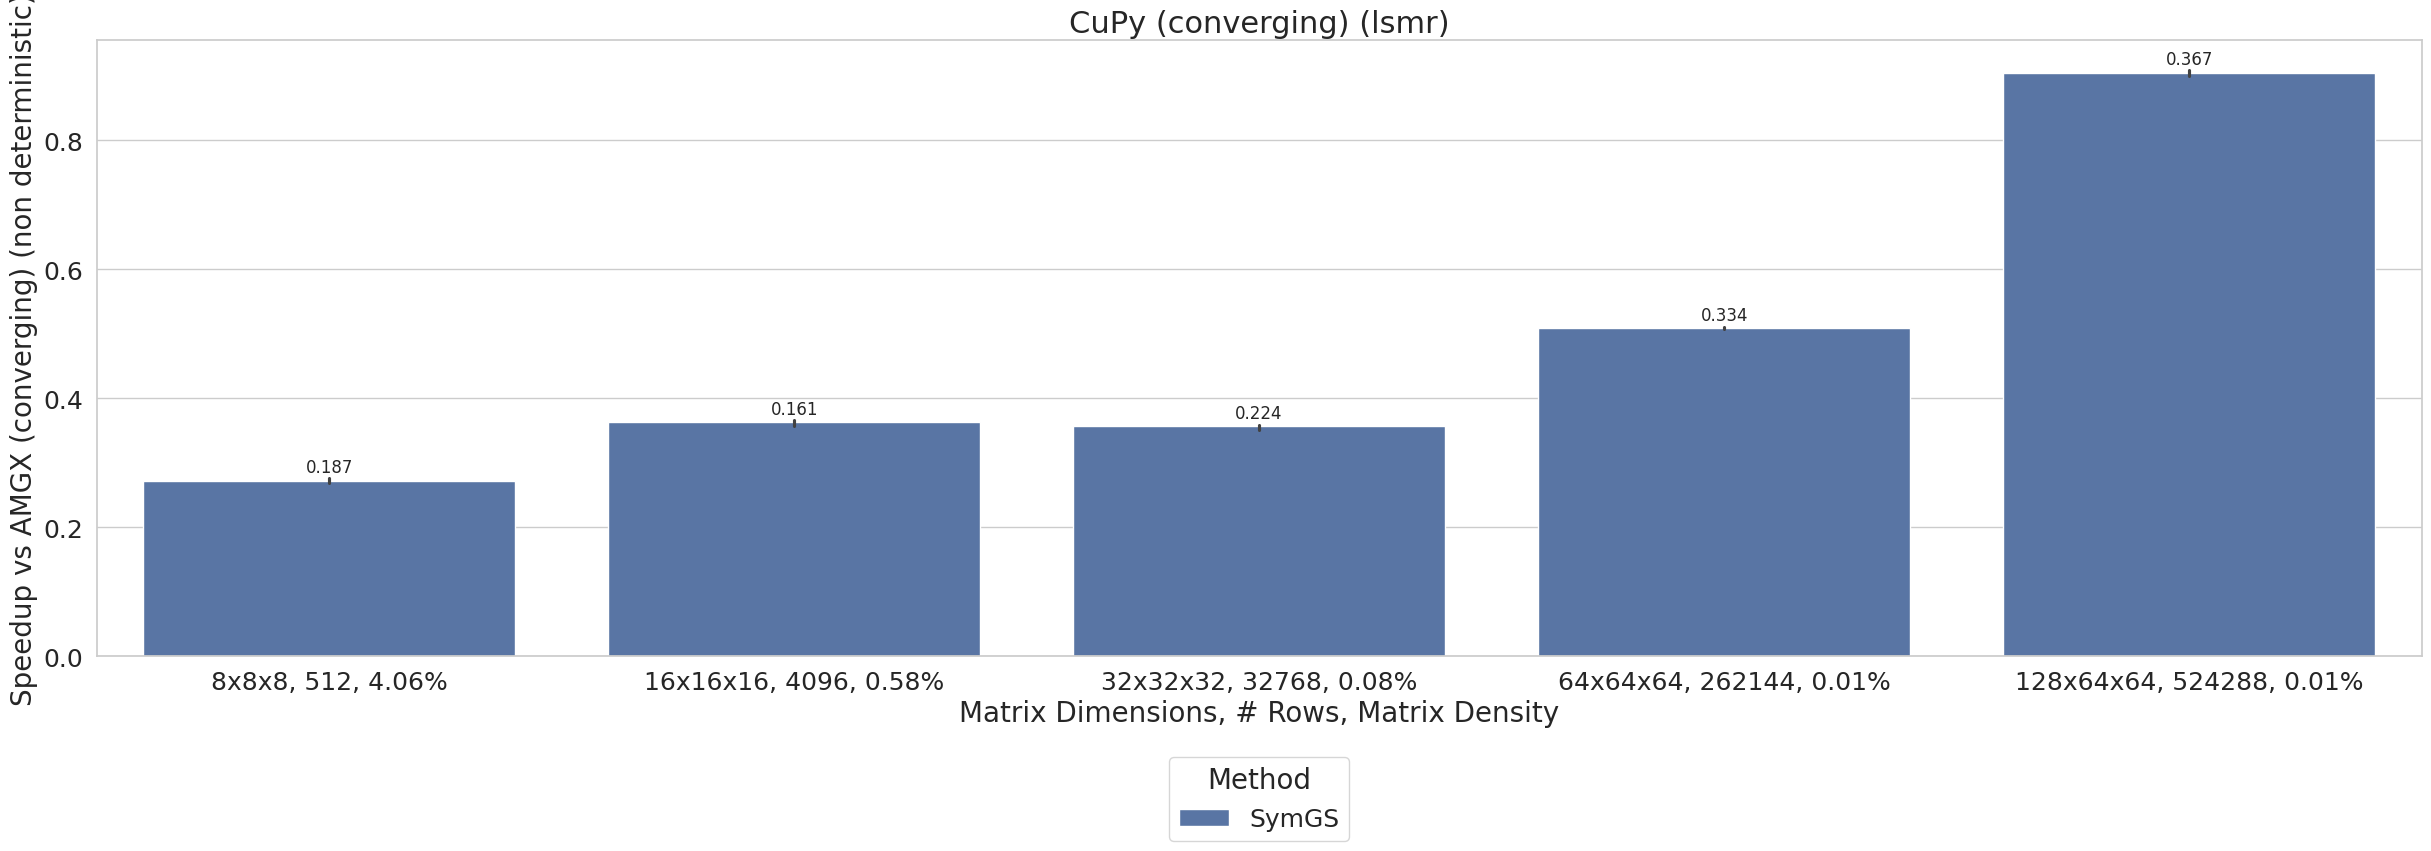 CuPy (converging) (lsmr)
Speedup vs AMGX (converging) (non deterministic)
0.8
0.6
0.4
0.2
0.0
0.187
0.161
0.224
0.334
0.367
8x8x8, 512, 4.06%
16x16x16, 4096, 0.58%
32x32x32, 32768, 0.08%
64x64x64, 262144, 0.01%
128x64x64, 524288, 0.01%
Matrix Dimensions, # Rows, Matrix Density
Method
SymGS